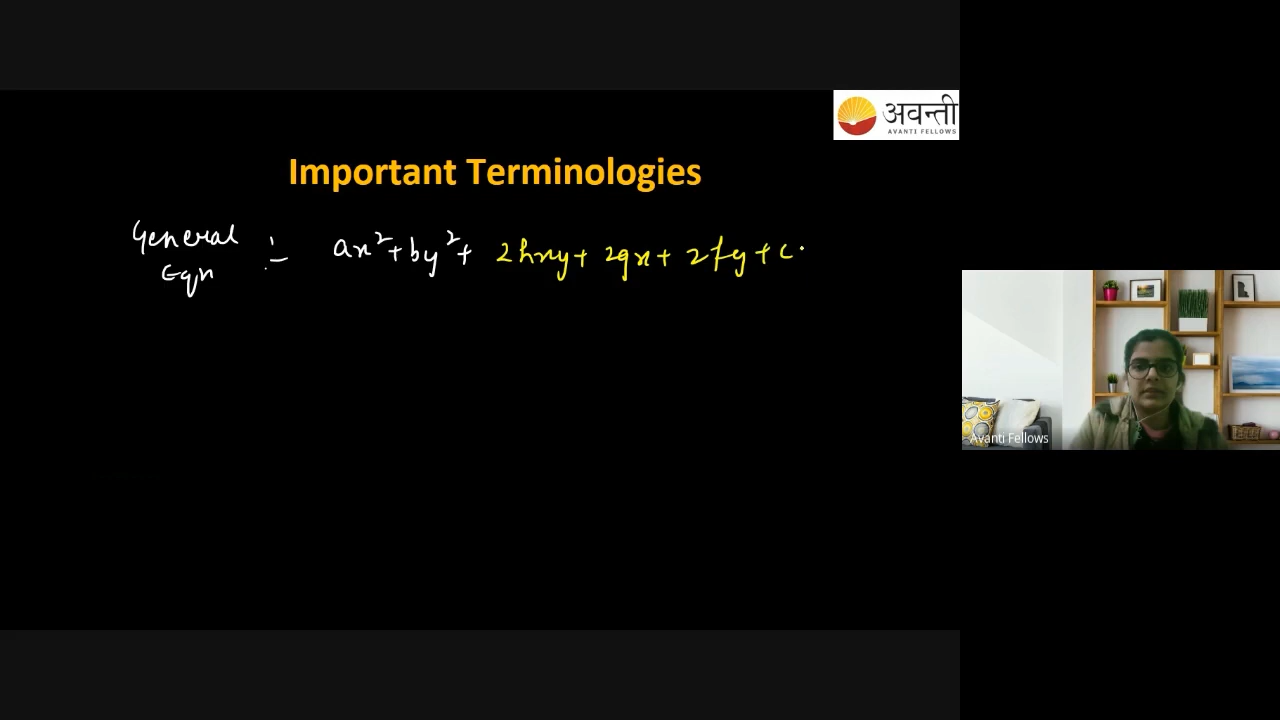 अवन्ती
AVANTI FELLOWS
Important Terminologies
General Eqn :- ax²+by²+ 2hxy+ 2gx+ 2fy+c.
Avanti Fellows